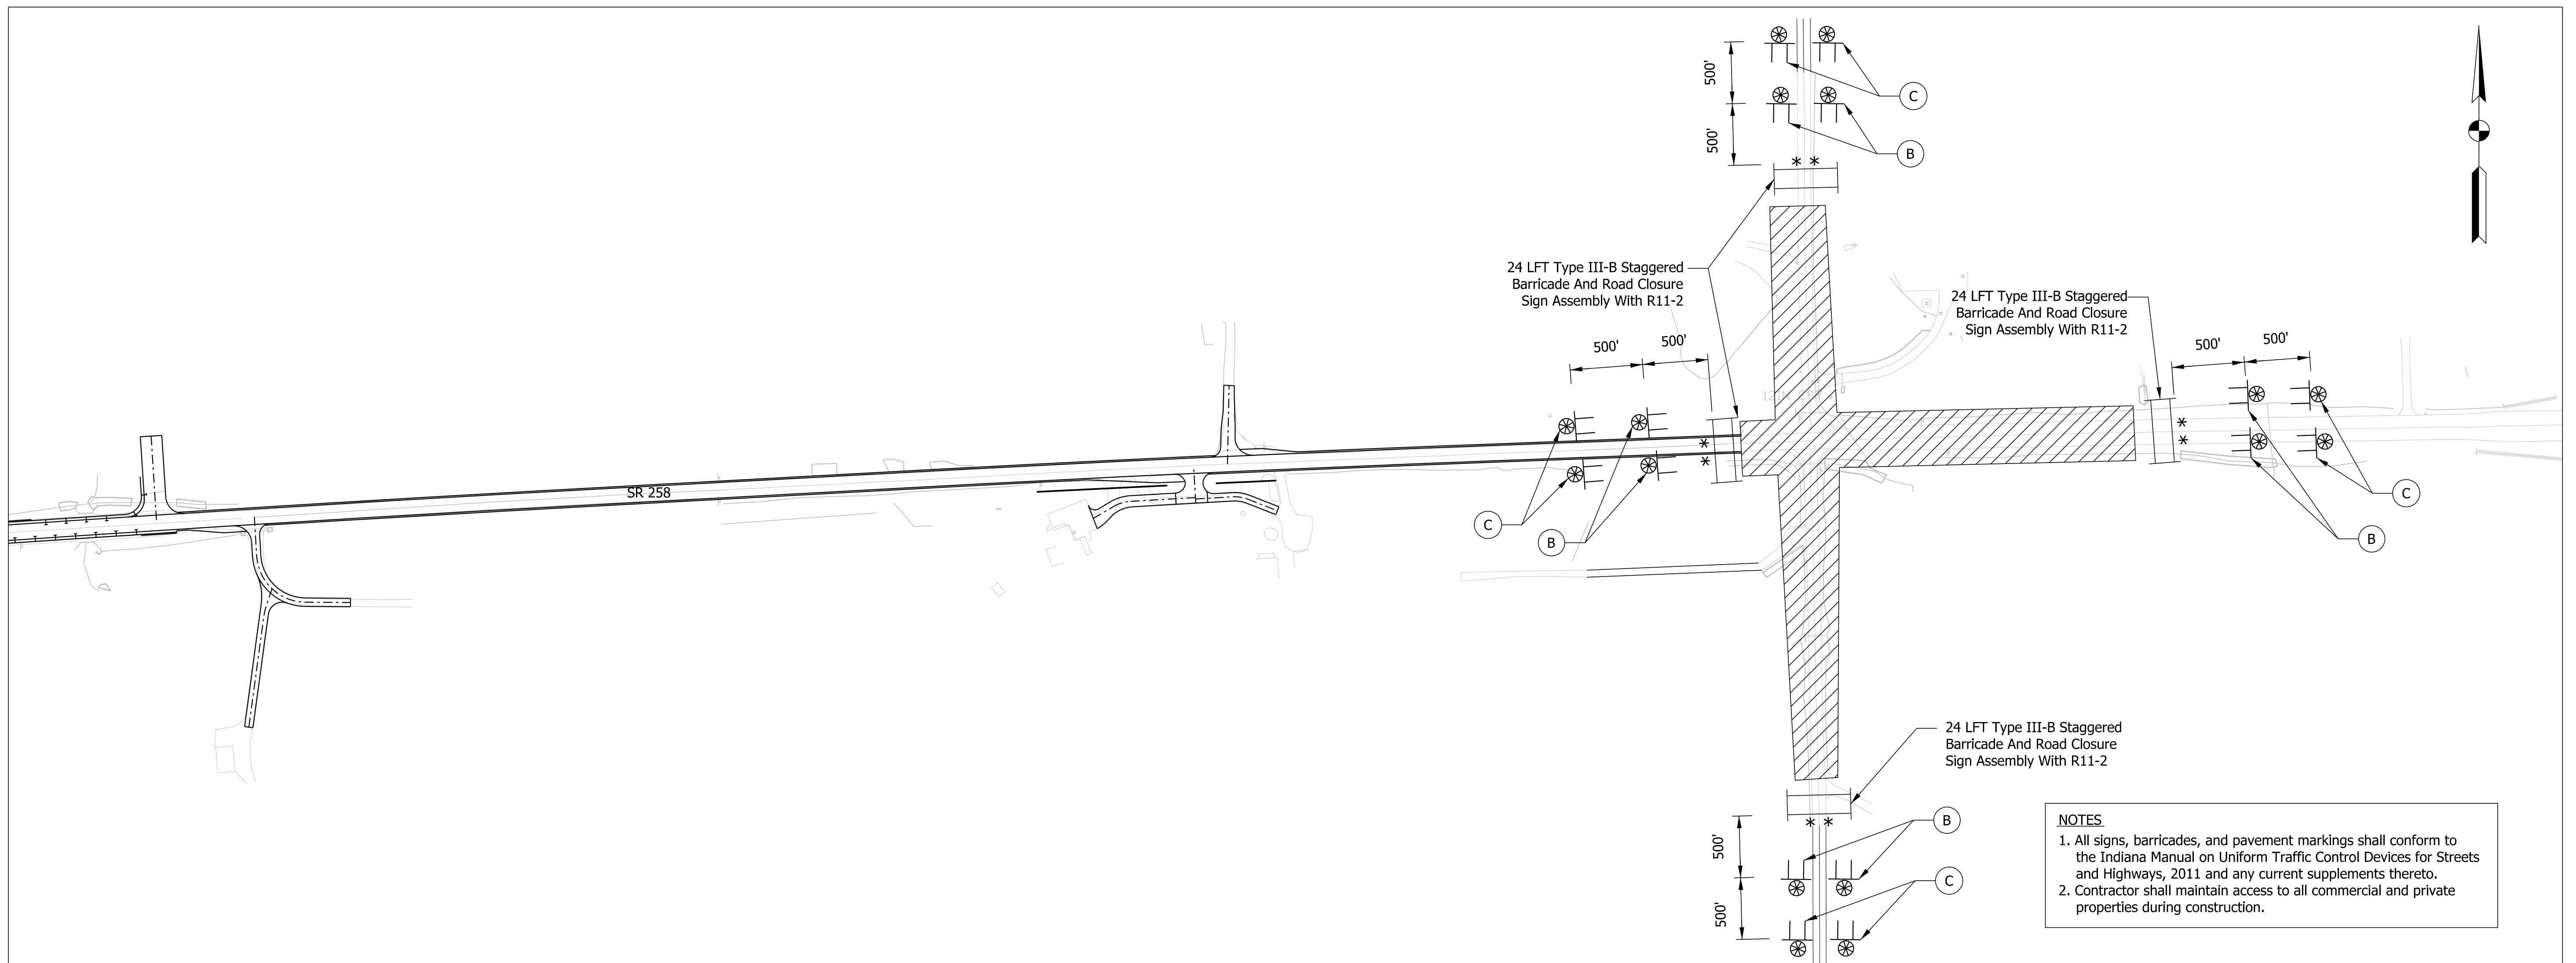 500'
C
500'
B
24 LFT Type III-B Staggered
Barricade And Road Closure
Sign Assembly With R11-2
24 LFT Type III-B Staggered
Barricade And Road Closure
Sign Assembly With R11-2
500'
500'
500'
500'
SR 258
C
B
C
B
24 LFT Type III-B Staggered
Barricade And Road Closure
Sign Assembly With R11-2
500'
B
500'
C
NOTES
1. All signs, barricades, and pavement markings shall conform to
the Indiana Manual on Uniform Traffic Control Devices for Streets
and Highways, 2011 and any current supplements thereto.
2. Contractor shall maintain access to all commercial and private
properties during construction.